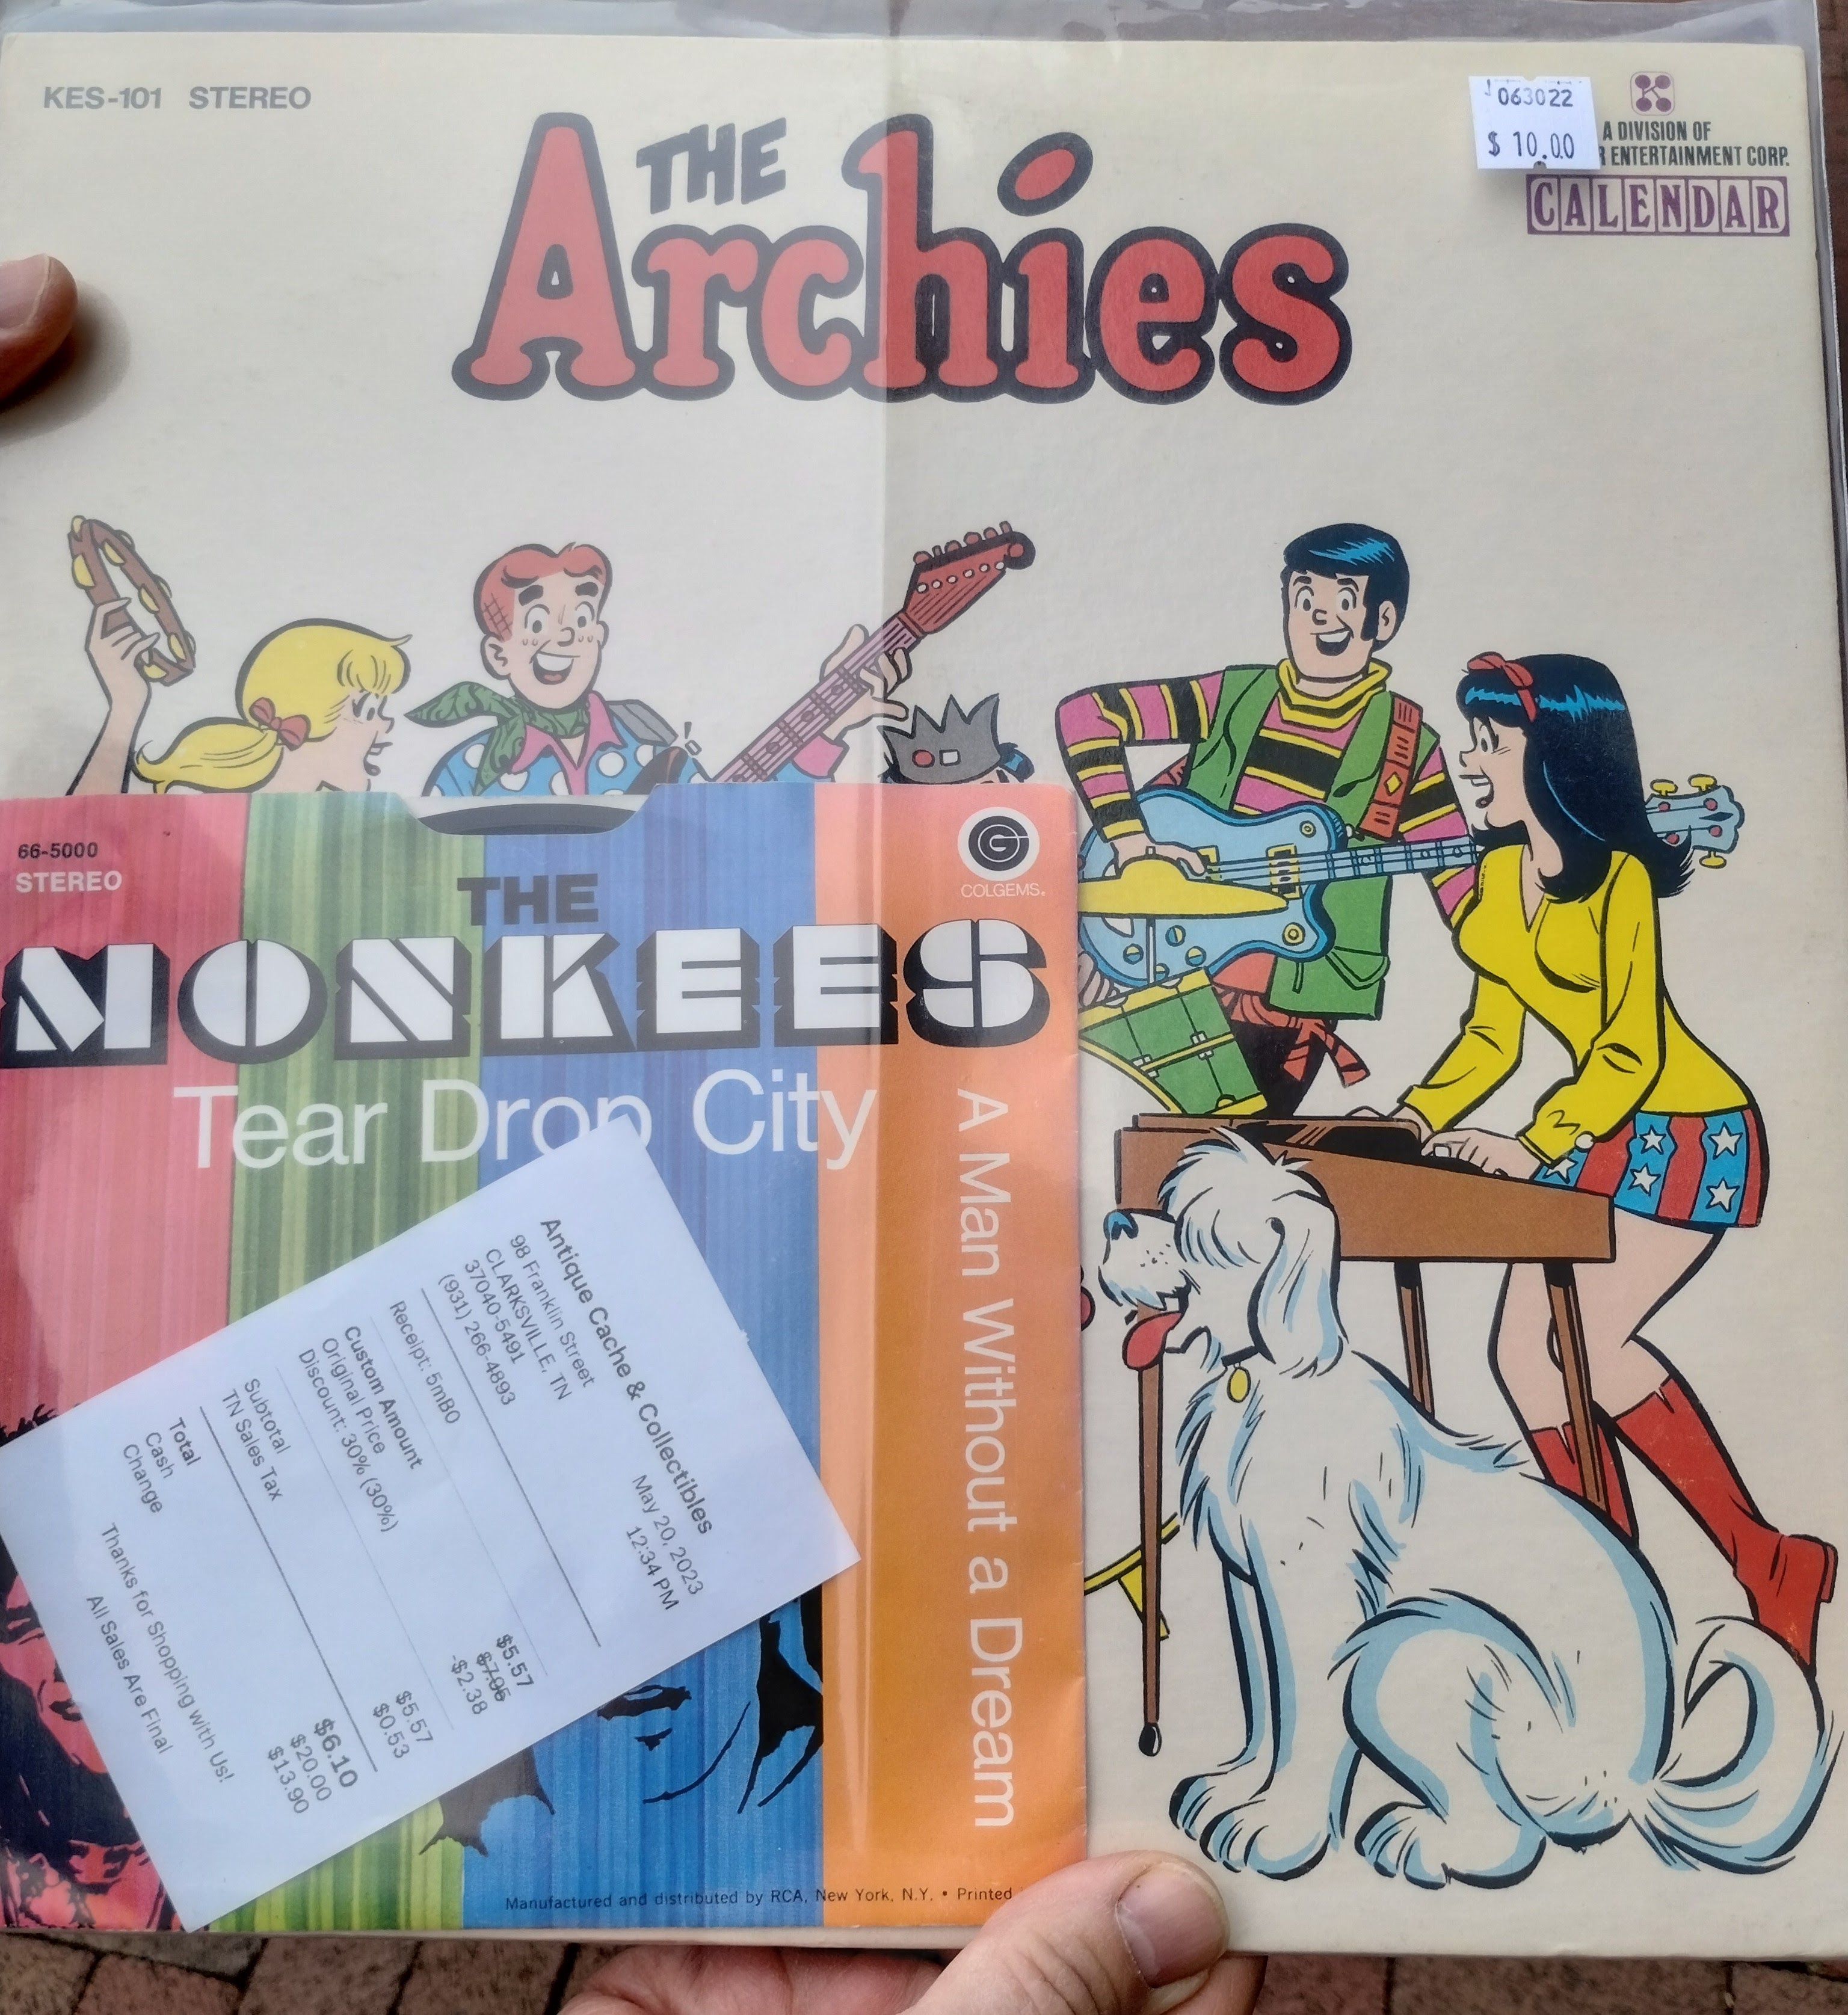 KES-101 STEREO
THE
Archies
063022
$ 10.00
A DIVISION OF
ENTERTAINMENT CORP.
CALENDAR
66-5000
STEREO
THE
MONKEES
COLGEMS®
Tear Drop City
A Man Without a Dream
Antique Cache & Collectibles
98 Franklin Street
CLARKSVILLE, TN
37040-5491
(931) 266-4893
May 20, 2023
12:34 PM
Receipt: 5mB0
Custom Amount $5.57
Original Price $7.95
Discount: 30% (30%) -$2.38
Subtotal $5.57
TN Sales Tax $0.53
Total $6.10
Cash $20.00
Change $13.90
Thanks for Shopping with Us!
All Sales Are Final
Manufactured and distributed by RCA, New York, N.Y. • Printed